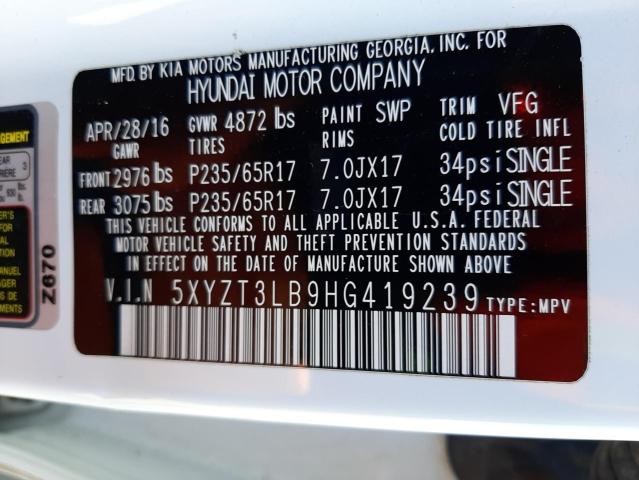 MFD. BY KIA MOTORS MANUFACTURING GEORGIA, INC. FOR
HYUNDAI MOTOR COMPANY
APR/28/16 GVWR 4872 lbs PAINT SWP TRIM VFG
GAWR TIRES RIMS COLD TIRE INFL
FRONT 2976 lbs P235/65R17 7.0JX17 34psi SINGLE
REAR 3075 lbs P235/65R17 7.0JX17 34psi SINGLE
THIS VEHICLE CONFORMS TO ALL APPLICABLE U.S.A. FEDERAL
MOTOR VEHICLE SAFETY AND THEFT PREVENTION STANDARDS
IN EFFECT ON THE DATE OF MANUFACTURE SHOWN ABOVE
V.I.N 5XYZT3LB9HG419239 TYPE:MPV
Z670